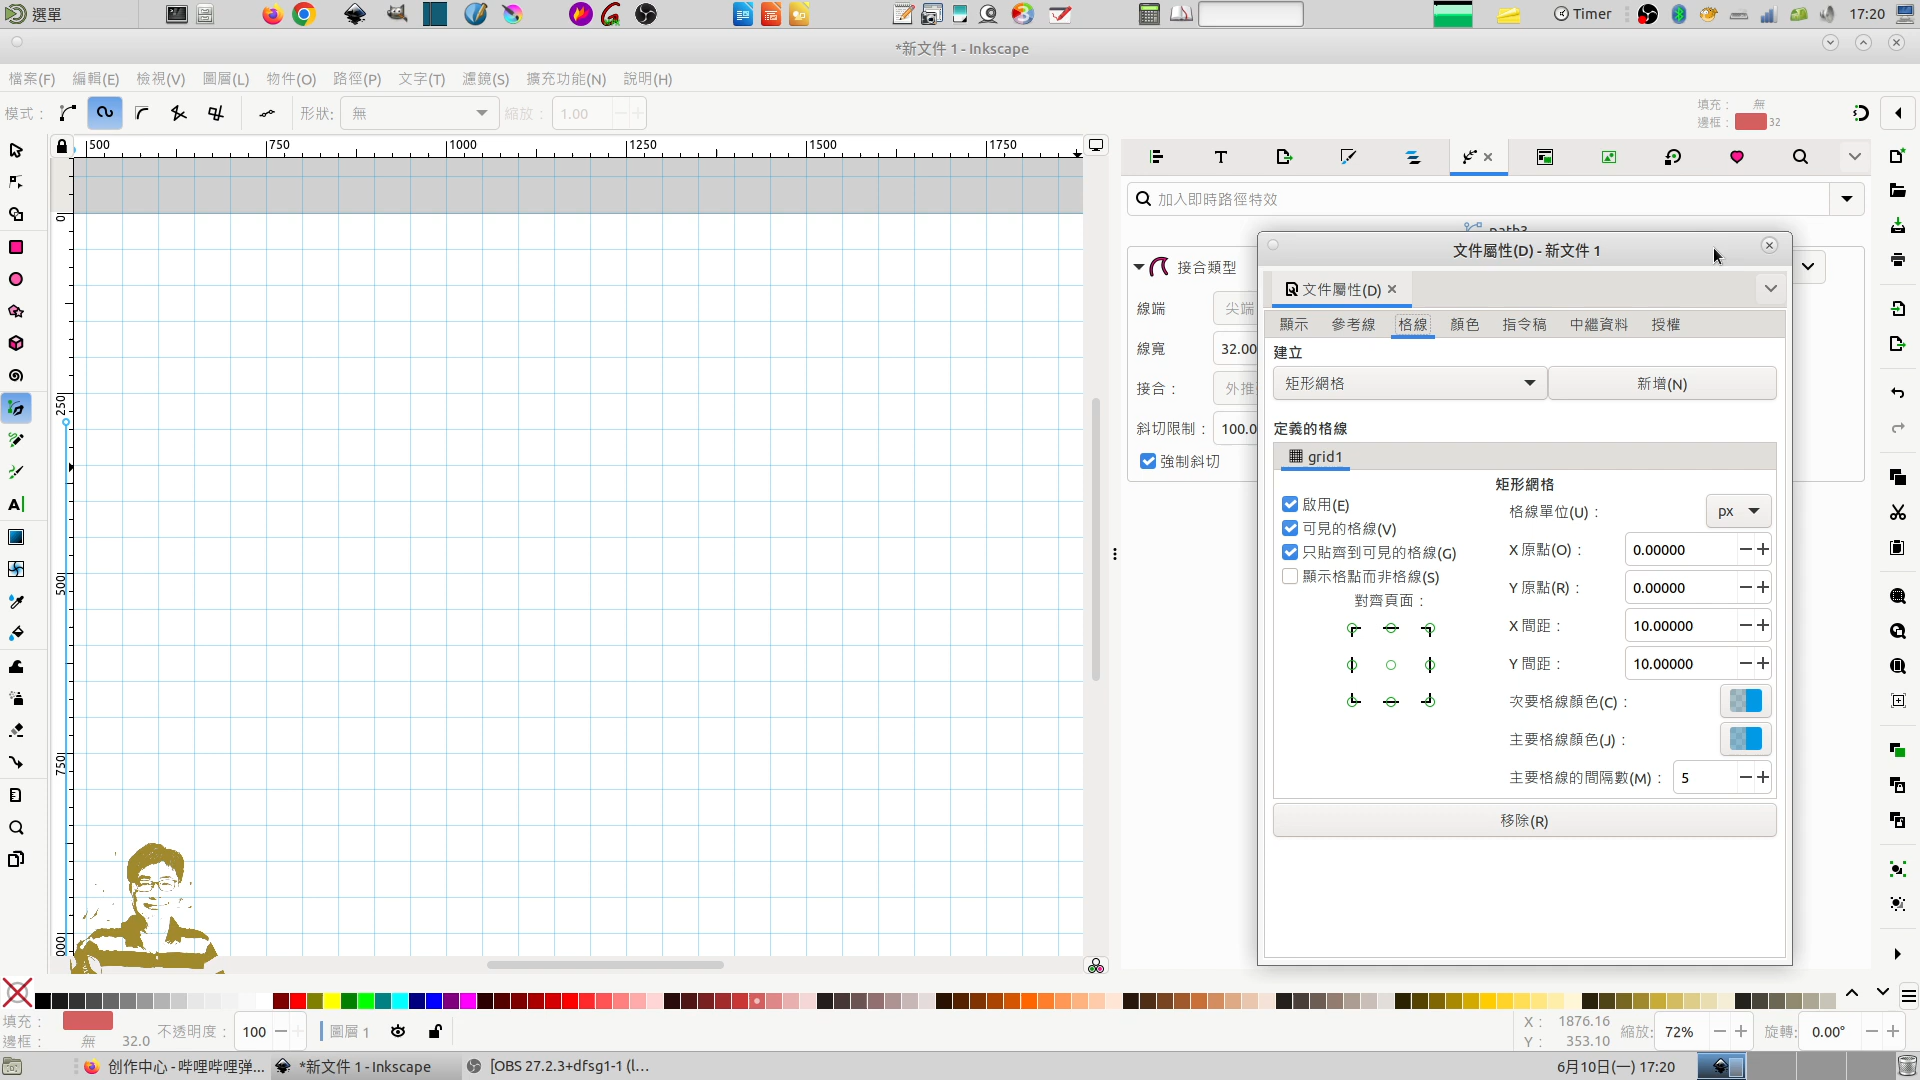 選單
Timer
17:20
*新文件 1 - Inkscape
檔案(F) 編輯(E) 檢視(V) 圖層(L) 物件(O) 路徑(P) 文字(T) 濾鏡(S) 擴充功能(N) 說明(H)
模式： 形狀: 無 縮放： 1.00
填充： 無
邊框： 32
500 750 1000 1250 1500 1750
0
250
500
750
000
加入即時路徑特效
path3
接合類型
線端 尖端
線寬 32.00
接合： 外推
斜切限制： 100.0
強制斜切
文件屬性(D) - 新文件 1
文件屬性(D)
顯示 參考線 格線 顏色 指令稿 中繼資料 授權
建立
矩形網格 新增(N)
定義的格線
grid1
矩形網格
啟用(E)
可見的格線(V)
只貼齊到可見的格線(G)
顯示格點而非格線(S)
對齊頁面：
格線單位(U)： px
X 原點(O)： 0.00000
Y 原點(R)： 0.00000
X 間距： 10.00000
Y 間距： 10.00000
次要格線顏色(C)：
主要格線顏色(J)：
主要格線的間隔數(M)： 5
移除(R)
填充：
邊框： 無 32.0
不透明度： 100
圖層 1
X： 1876.16
Y： 353.10
縮放: 72%
旋轉: 0.00°
创作中心 - 哔哩哔哩弹...
*新文件 1 - Inkscape
[OBS 27.2.3+dfsg1-1 (l...
6月10日(一) 17:20